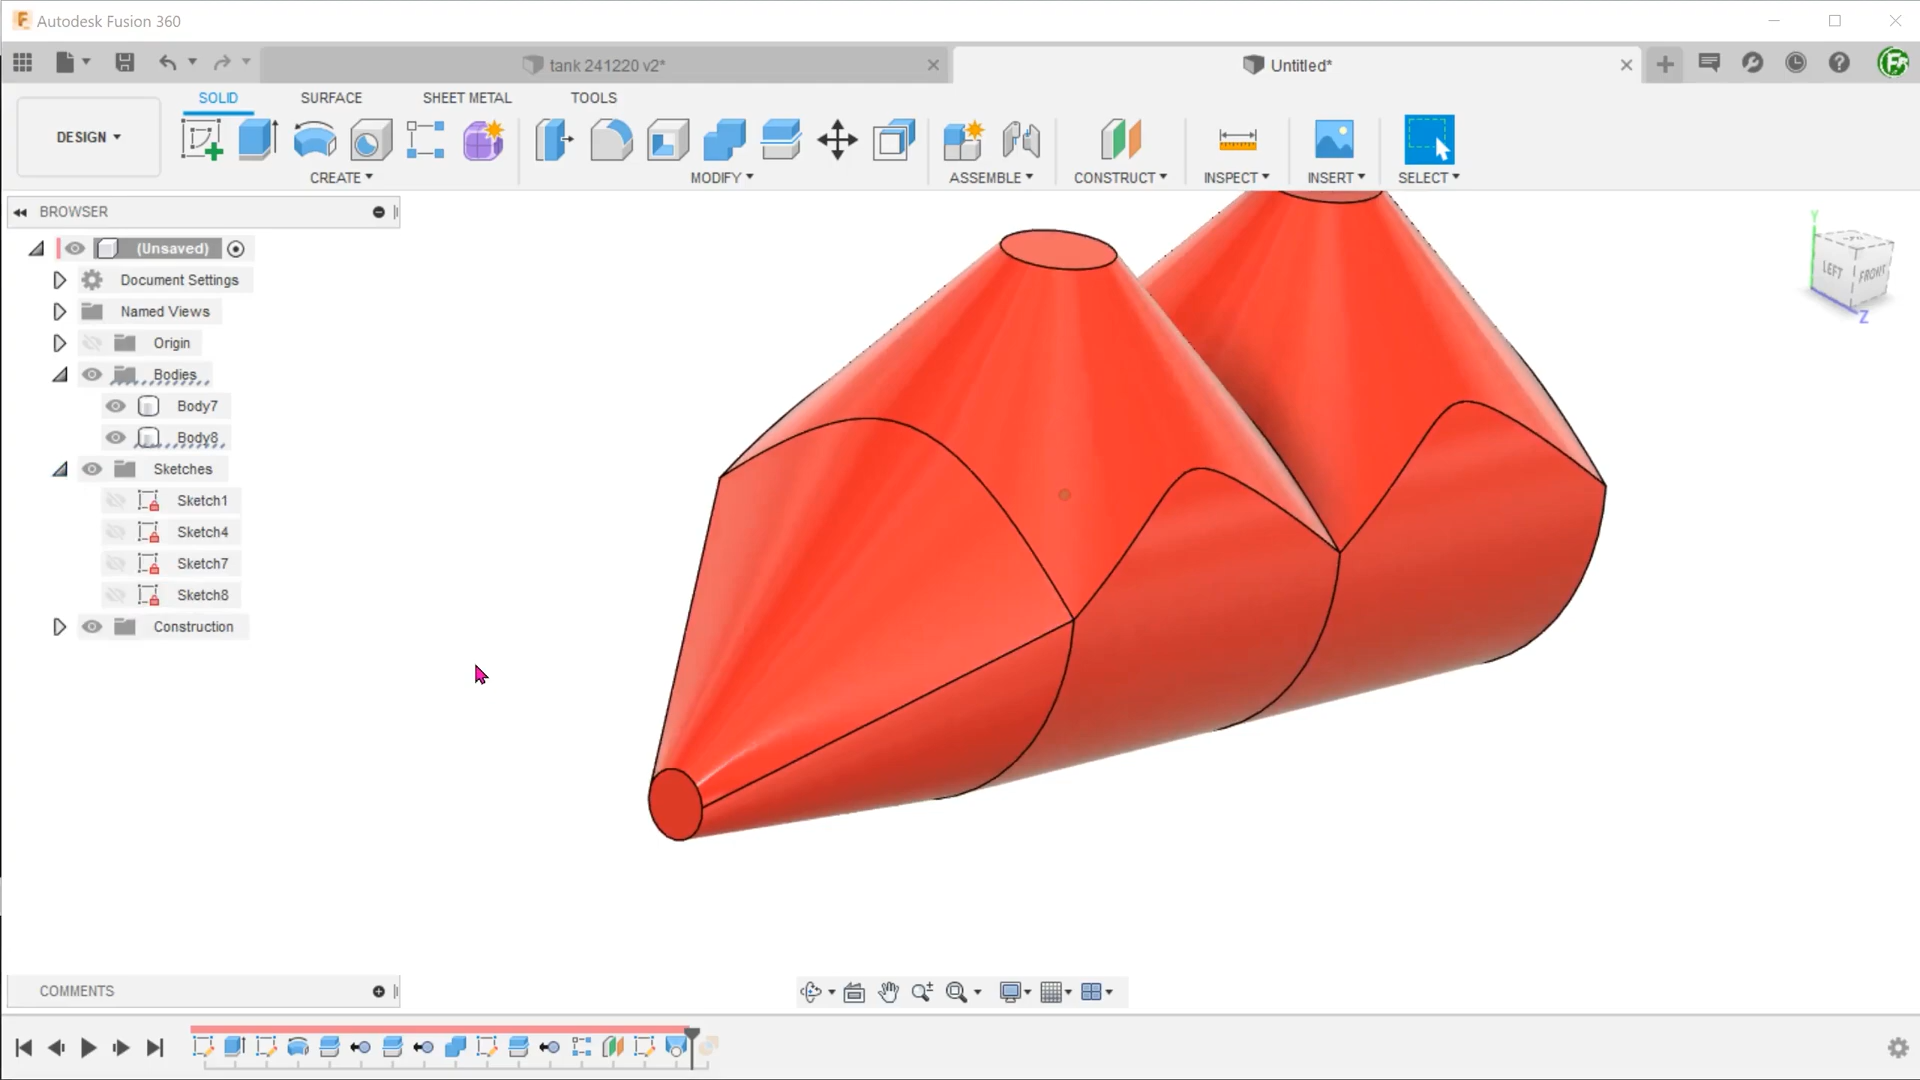 Autodesk Fusion 360
tank 241220 v2*
Untitled*
DESIGN
SOLID
SURFACE
SHEET METAL
TOOLS
CREATE
MODIFY
ASSEMBLE
CONSTRUCT
INSPECT
INSERT
SELECT
BROWSER
(Unsaved)
Document Settings
Named Views
Origin
Bodies
Body7
Body8
Sketches
Sketch1
Sketch4
Sketch7
Sketch8
Construction
Y
LEFT
FRONT
Z
COMMENTS